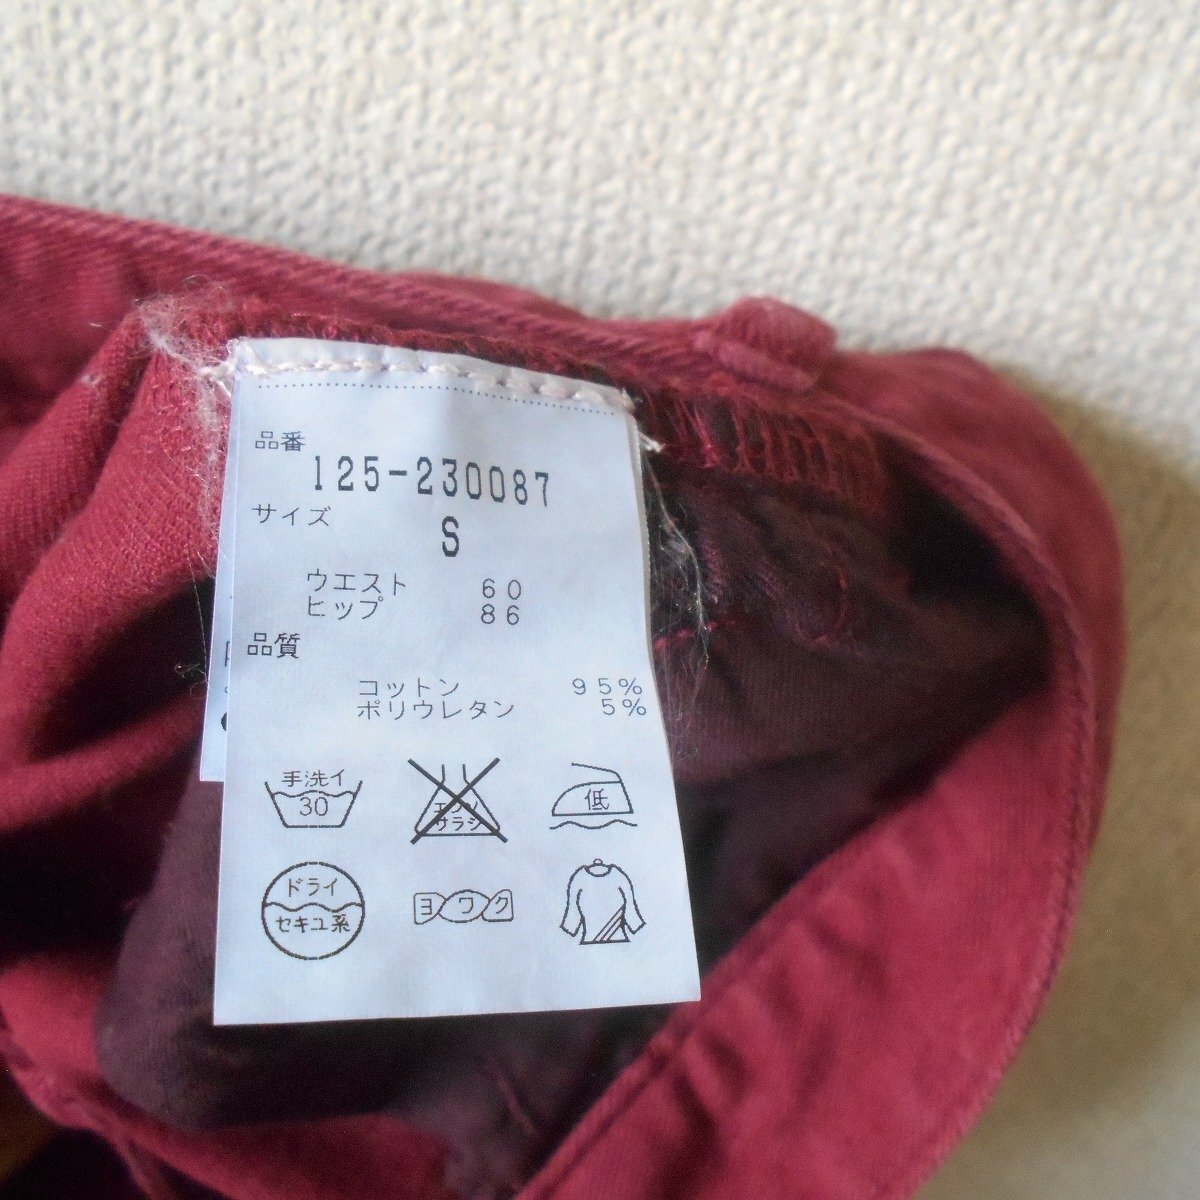 品番
125-230087
サイズ
S
ウエスト 60
ヒップ 86
品質
コットン 95%
ポリウレタン 5%
手洗イ
30
エンソ
サラシ
低
ドライ
セキユ系
ヨワク